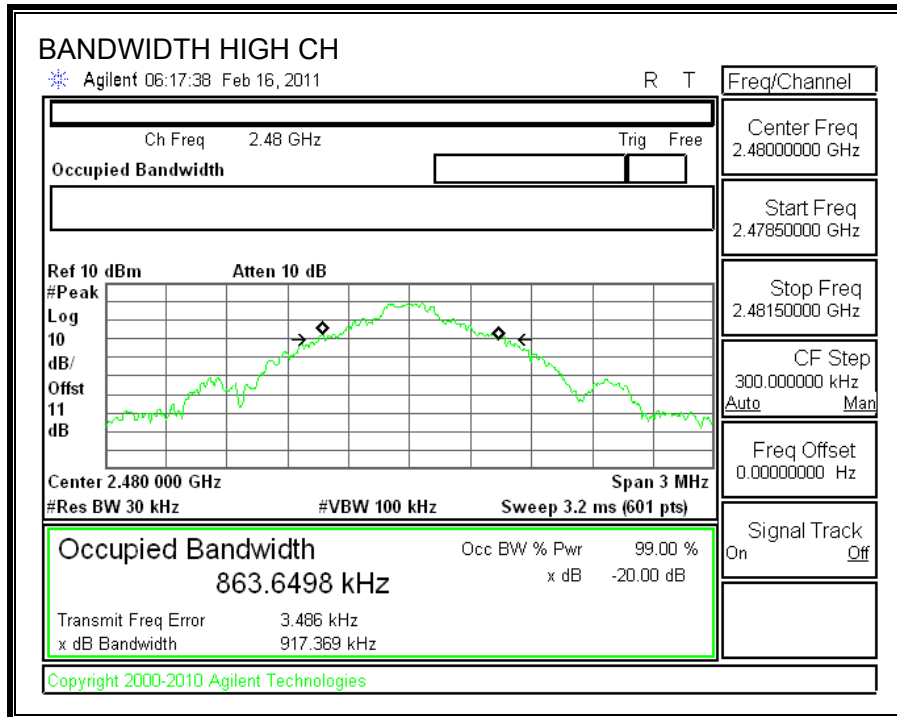 BANDWIDTH HIGH CH
Agilent 06:17:38 Feb 16, 2011 R T
Freq/Channel
Ch Freq 2.48 GHz Trig Free
Occupied Bandwidth
Center Freq
2.48000000 GHz
Start Freq
2.47850000 GHz
Stop Freq
2.48150000 GHz
CF Step
300.000000 kHz
Auto Man
Freq Offset
0.00000000 Hz
Signal Track
On Off
Ref 10 dBm Atten 10 dB
#Peak
Log
10
dB/
Offst
11
dB
Center 2.480 000 GHz Span 3 MHz
#Res BW 30 kHz #VBW 100 kHz Sweep 3.2 ms (601 pts)
Occupied Bandwidth Occ BW % Pwr 99.00 %
863.6498 kHz x dB -20.00 dB
Transmit Freq Error 3.486 kHz
x dB Bandwidth 917.369 kHz
Copyright 2000-2010 Agilent Technologies